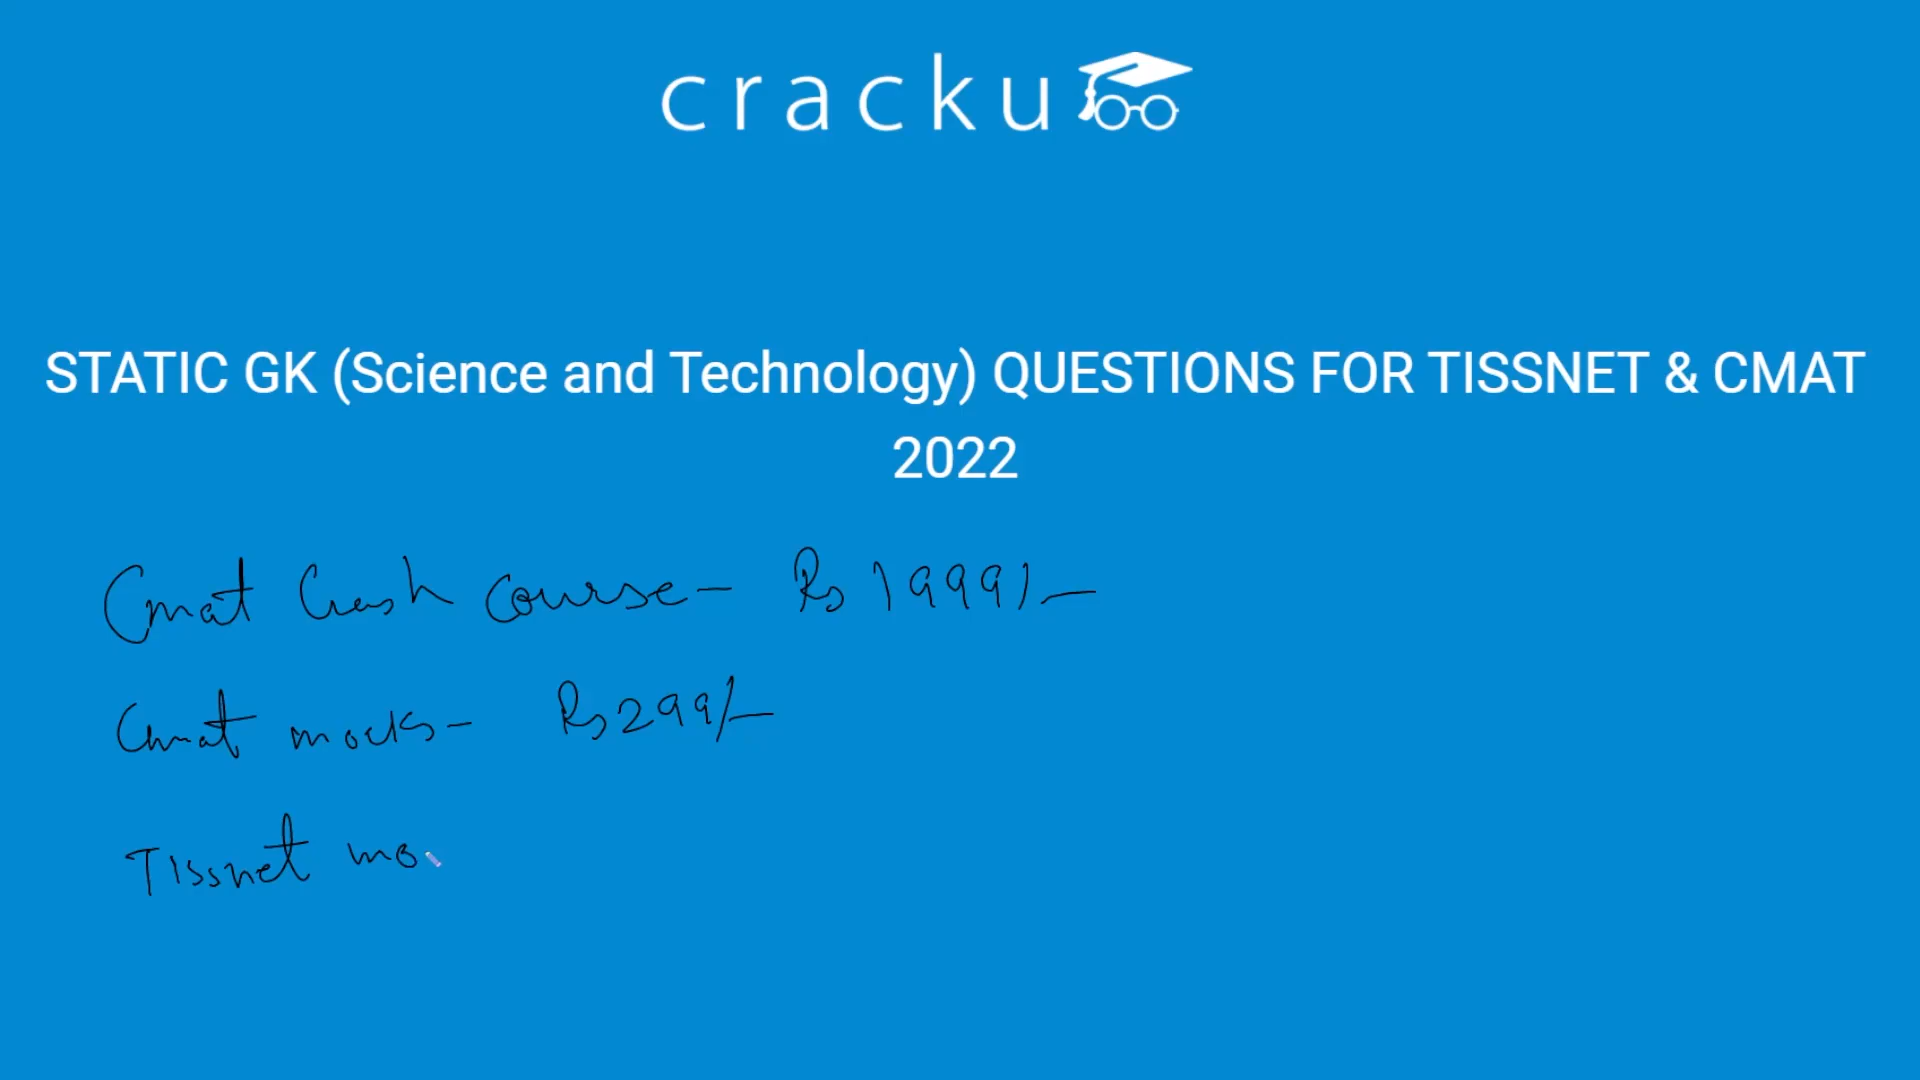 cracku
STATIC GK (Science and Technology) QUESTIONS FOR TISSNET & CMAT
2022
Cmat Crash course - Rs 1999/-
Cmat mocks - Rs 299/-
Tissnet mo